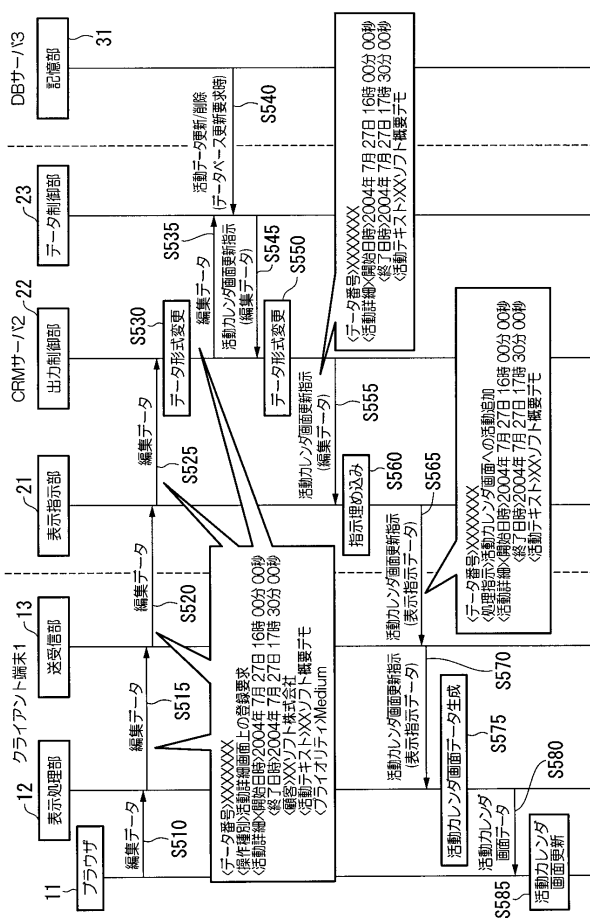 クライアント端末1
CRMサーバ2
DBサーバ3
11
12
13
21
22
23
31
ブラウザ
表示処理部
送受信部
表示指示部
出力制御部
データ制御部
記憶部
編集データ
S510
編集データ
S515
編集データ
S520
編集データ
S525
S530
データ形式変更
編集データ
S535
活動データ更新/削除
(データベース更新要求時)
S540
活動カレンダ画面更新指示
(編集データ)
S545
データ形式変更
S550
活動カレンダ画面更新指示
(編集データ)
S555
指示埋め込み
S560
活動カレンダ画面更新指示
(表示指示データ)
S565
活動カレンダ画面更新指示
(表示指示データ)
S570
活動カレンダ画面データ生成
S575
活動カレンダ
画面データ
S580
活動カレンダ
画面更新
S585
<データ番号>XXXXXXXX
<操作種別>活動詳細画面上の登録要求
<活動詳細><開始日時>2004年 7月 27日 16時 00分 00秒
<終了日時>2004年 7月 27日 17時 30分 00秒
<顧客>XXソフト株式会社
<活動テキスト>XXソフト概要デモ
<プライオリティ>Medium
<データ番号>XXXXXXXX
<活動詳細><開始日時>2004年 7月 27日 16時 00分 00秒
<終了日時>2004年 7月 27日 17時 30分 00秒
<活動テキスト>XXソフト概要デモ
<データ番号>XXXXXXXX
<処理指示>活動カレンダ画面への活動追加
<活動詳細><開始日時>2004年 7月 27日 16時 00分 00秒
<終了日時>2004年 7月 27日 17時 30分 00秒
<活動テキスト>XXソフト概要デモ